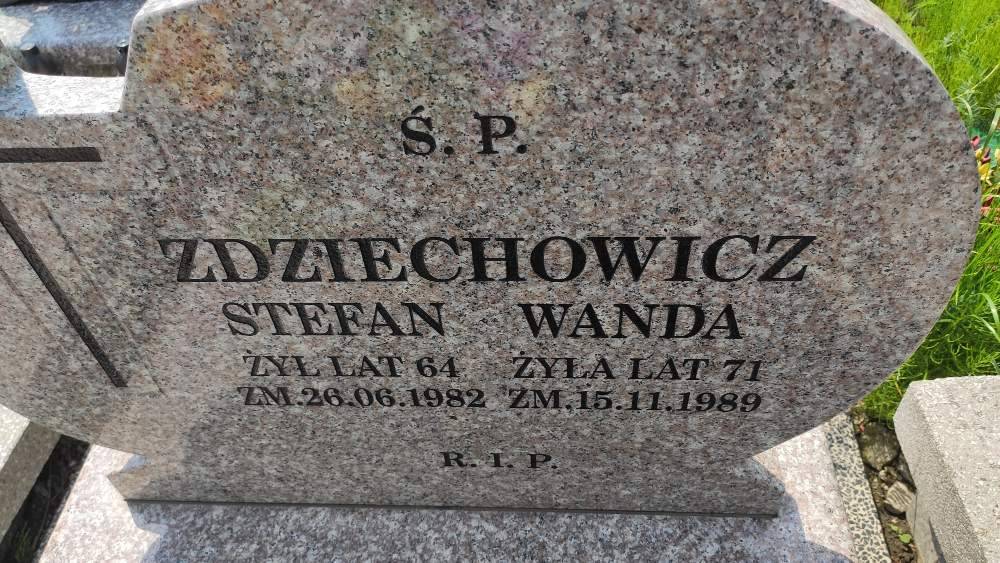 Ś. P.
ZDZIECHOWICZ
STEFAN WANDA
ŻYŁ LAT 64 ŻYŁA LAT 71
ZM.26.06.1982 ZM.15.11.1989
R. I. P.